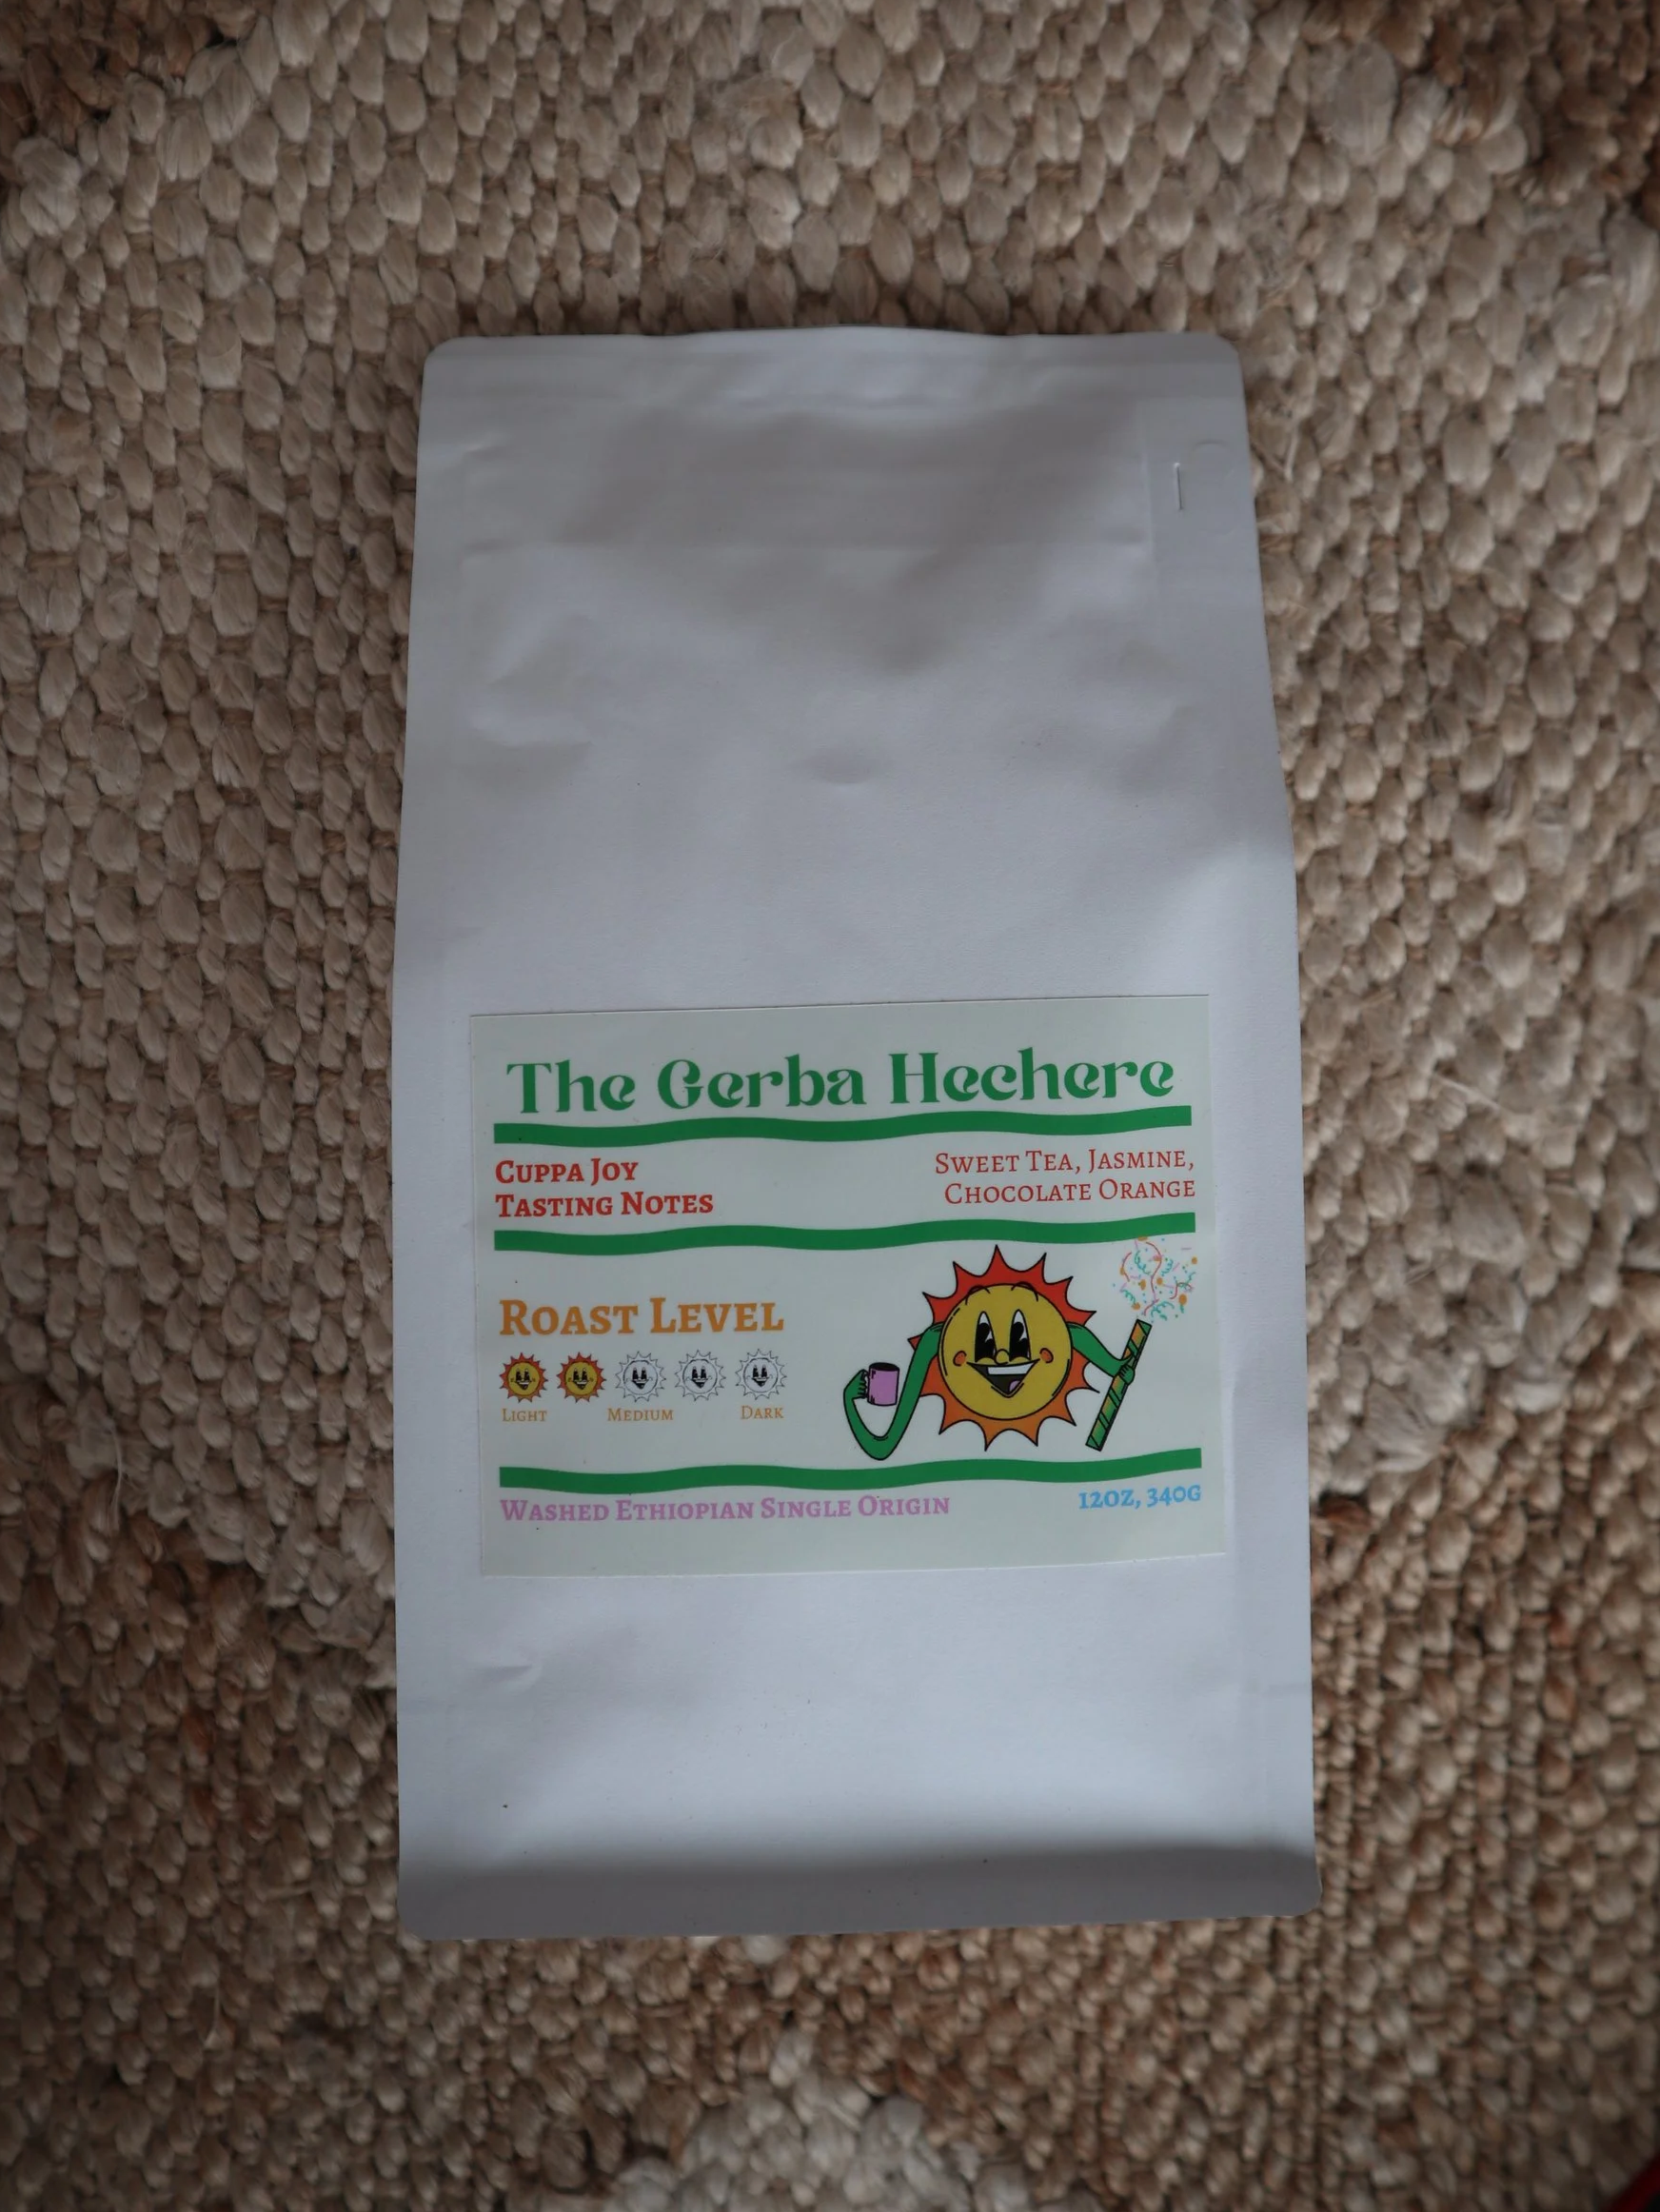 The Gerba Hechere
Cuppa Joy
Tasting Notes
Sweet Tea, Jasmine,
Chocolate Orange
Roast Level
Light Medium Dark
Washed Ethiopian Single Origin
12oz, 340g